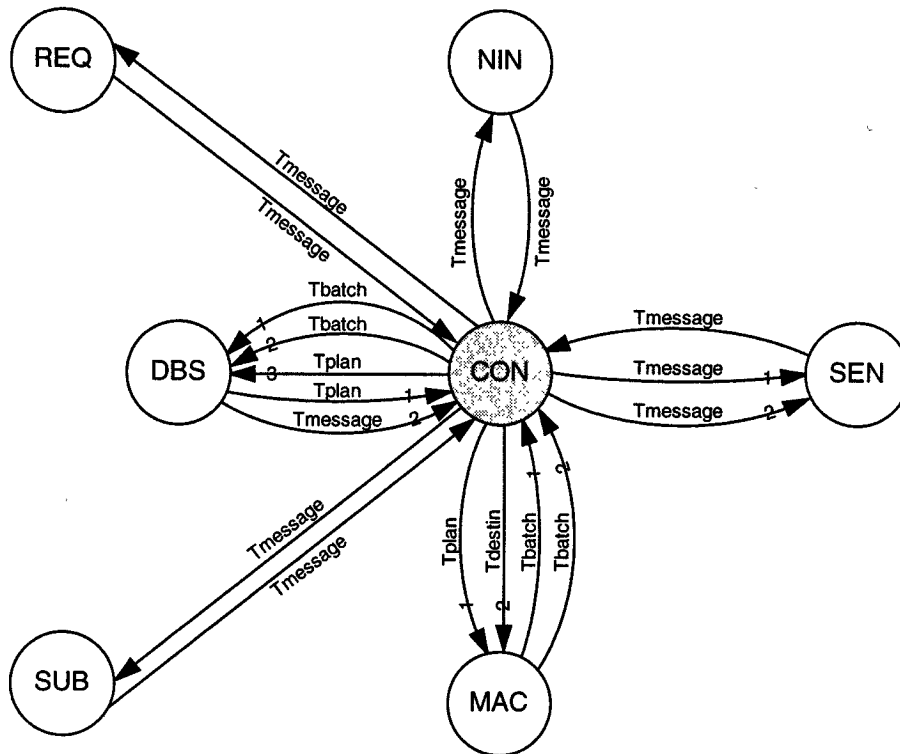 REQ
NIN
Tmessage
Tmessage
Tmessage
Tmessage
Tbatch
1
Tbatch
2
Tmessage
DBS
Tplan
3
CON
Tmessage
1
SEN
Tplan
1
Tmessage
2
Tmessage
2
1
2
Tmessage
Tmessage
Tplan
Tdestin
Tbatch
Tbatch
1
2
SUB
MAC